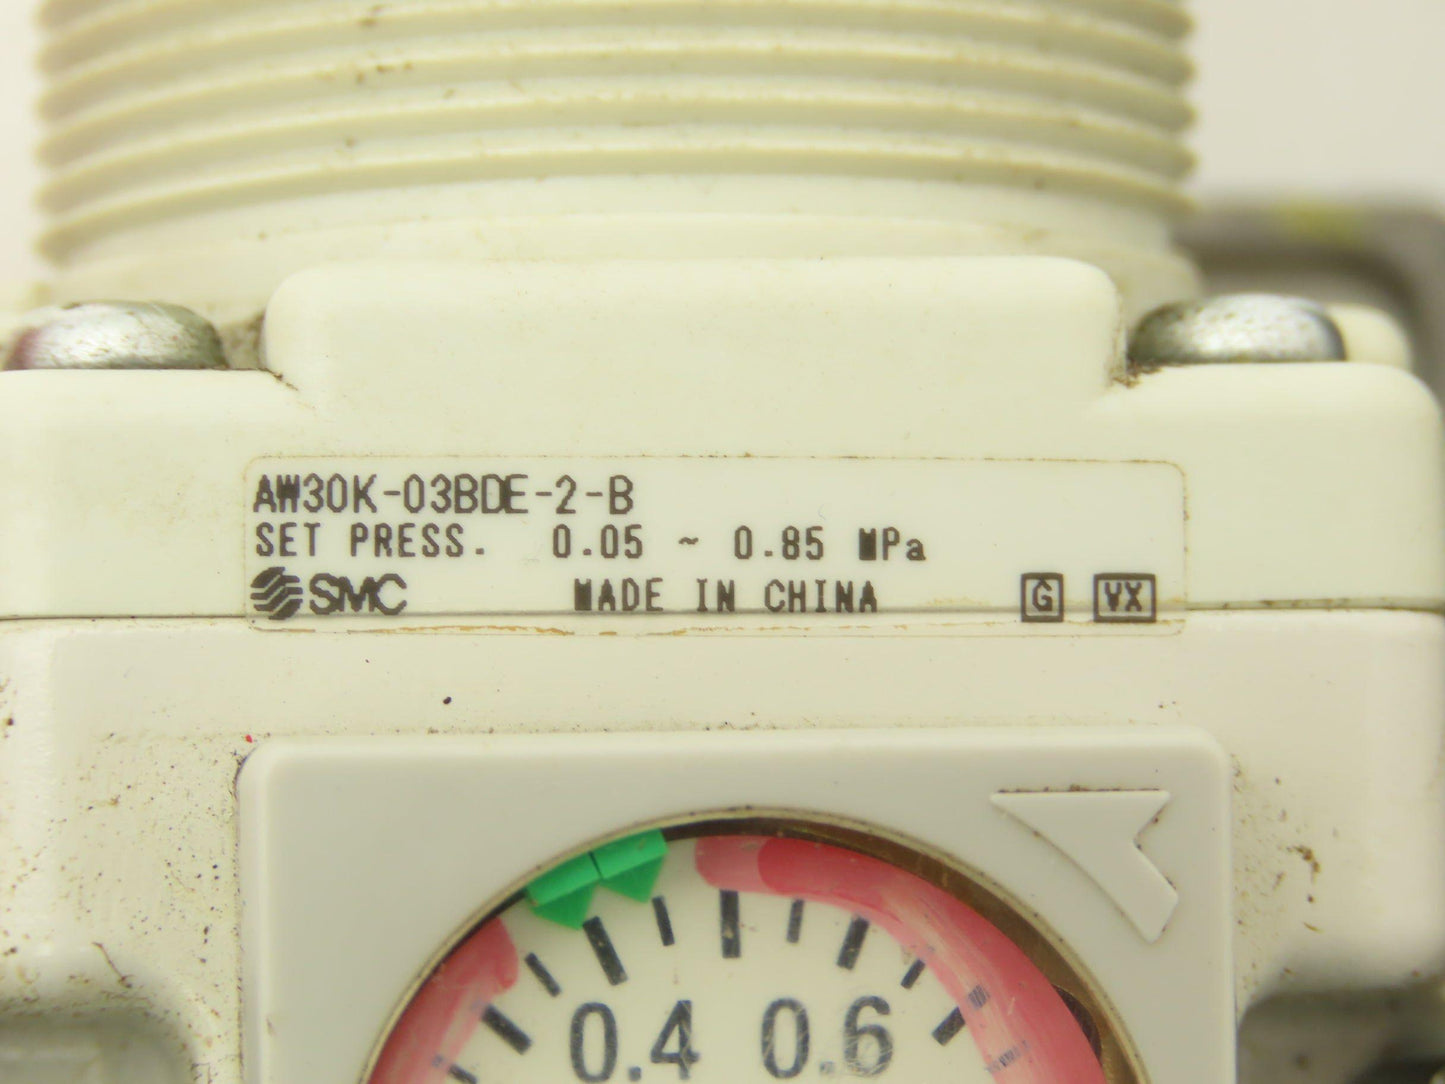 AW30K-03BDE-2-B
SET PRESS. 0.05 ~ 0.85 MPa
SMC MADE IN CHINA G VX
0.4 0.6